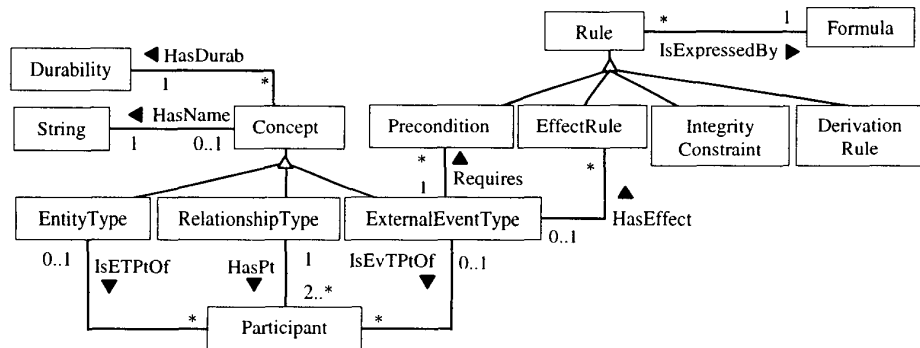 * 1
Rule Formula
◀ HasDurab IsExpressedBy ▶
Durability
1 *
◀ HasName
String Concept Precondition EffectRule Integrity Constraint Derivation Rule
1 0..1
* ▲ *
Requires
1 ▲
EntityType RelationshipType ExternalEventType HasEffect
0..1
0..1 IsETPtOf HasPt 1 IsEvTPtOf 0..1
▼ ▼ ▼
2..*
* Participant *